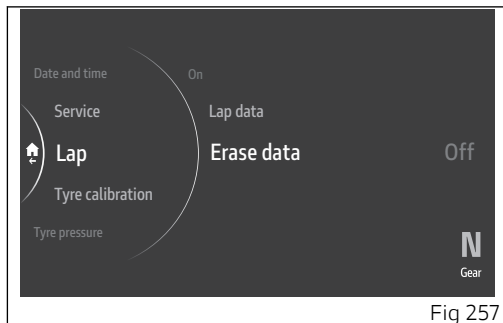 Date and time
On
Service
Lap data
Lap
Erase data
Off
Tyre calibration
Tyre pressure
N
Gear
Fig 257